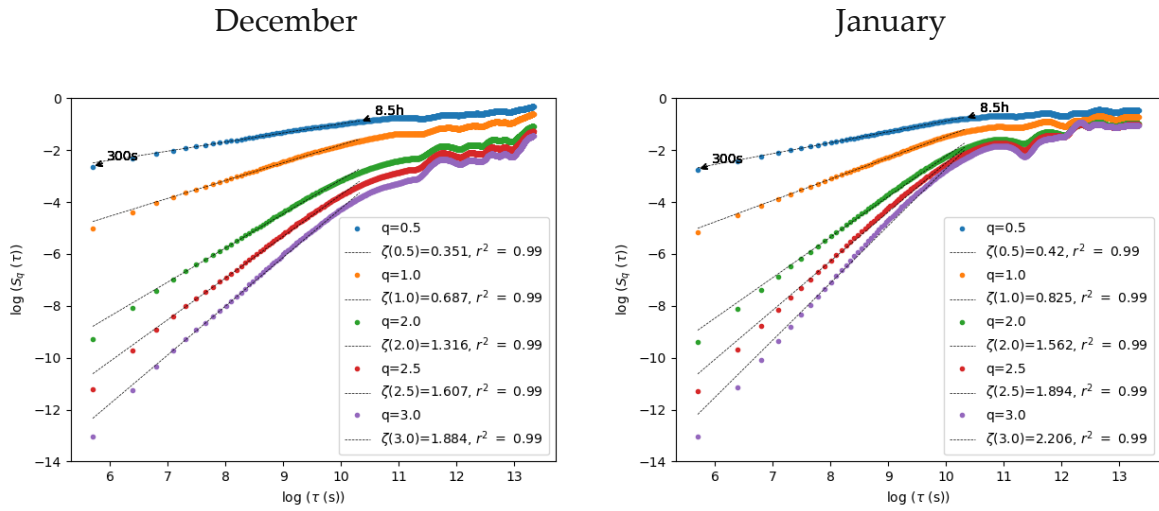 December
0
−2
−4
−6
−8
−10
−12
−14
log (S_q (τ))
300s
8.5h
q=0.5
ζ(0.5)=0.351, r² = 0.99
q=1.0
ζ(1.0)=0.687, r² = 0.99
q=2.0
ζ(2.0)=1.316, r² = 0.99
q=2.5
ζ(2.5)=1.607, r² = 0.99
q=3.0
ζ(3.0)=1.884, r² = 0.99
6 7 8 9 10 11 12 13
log (τ (s))
January
0
−2
−4
−6
−8
−10
−12
−14
log (S_q (τ))
300s
8.5h
q=0.5
ζ(0.5)=0.42, r² = 0.99
q=1.0
ζ(1.0)=0.825, r² = 0.99
q=2.0
ζ(2.0)=1.562, r² = 0.99
q=2.5
ζ(2.5)=1.894, r² = 0.99
q=3.0
ζ(3.0)=2.206, r² = 0.99
6 7 8 9 10 11 12 13
log (τ (s))